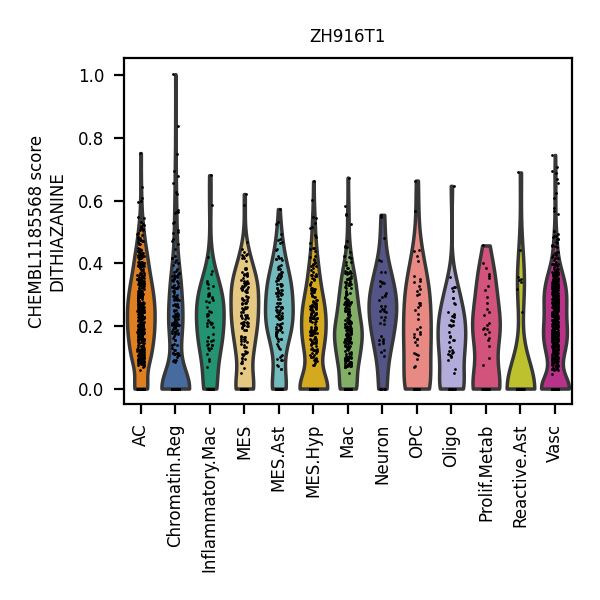 ZH916T1
CHEMBL1185568 score
DITHIAZANINE
1.0
0.8
0.6
0.4
0.2
0.0
AC
Chromatin.Reg
Inflammatory.Mac
MES
MES.Ast
MES.Hyp
Mac
Neuron
OPC
Oligo
Prolif.Metab
Reactive.Ast
Vasc